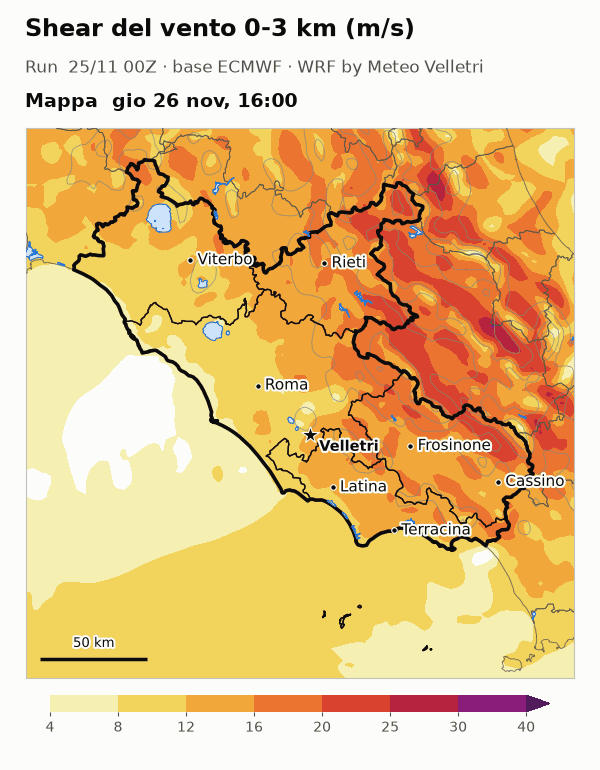 Shear del vento 0-3 km (m/s)
Run  25/11 00Z · base ECMWF · WRF by Meteo Velletri
Mappa  gio 26 nov, 16:00
Viterbo
Rieti
Roma
Velletri
Frosinone
Latina
Cassino
Terracina
50 km
4 8 12 16 20 25 30 40